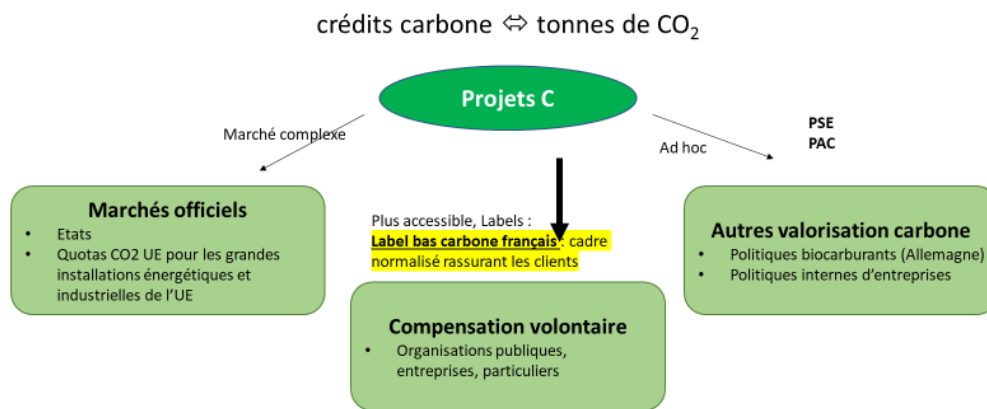 crédits carbone ⇔ tonnes de CO₂
Projets C
Marché complexe
Ad hoc
PSE
PAC
Marchés officiels
• Etats
• Quotas CO2 UE pour les grandes
installations énergétiques et
industrielles de l'UE
Plus accessible, Labels :
Label bas carbone français : cadre
normalisé rassurant les clients
Autres valorisation carbone
• Politiques biocarburants (Allemagne)
• Politiques internes d'entreprises
Compensation volontaire
• Organisations publiques,
entreprises, particuliers